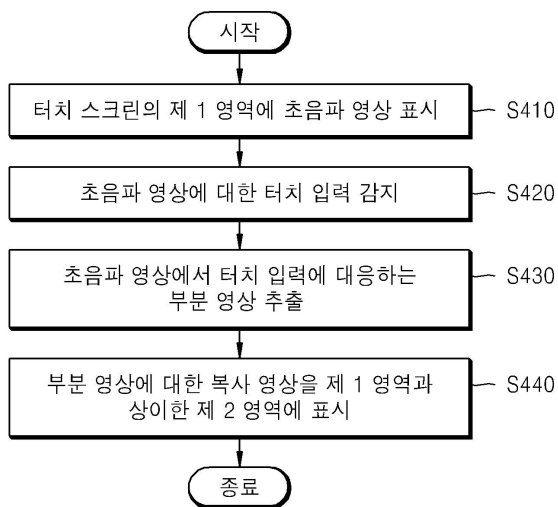 시작
터치 스크린의 제 1 영역에 초음파 영상 표시
S410
초음파 영상에 대한 터치 입력 감지
S420
초음파 영상에서 터치 입력에 대응하는
부분 영상 추출
S430
부분 영상에 대한 복사 영상을 제 1 영역과
상이한 제 2 영역에 표시
S440
종료